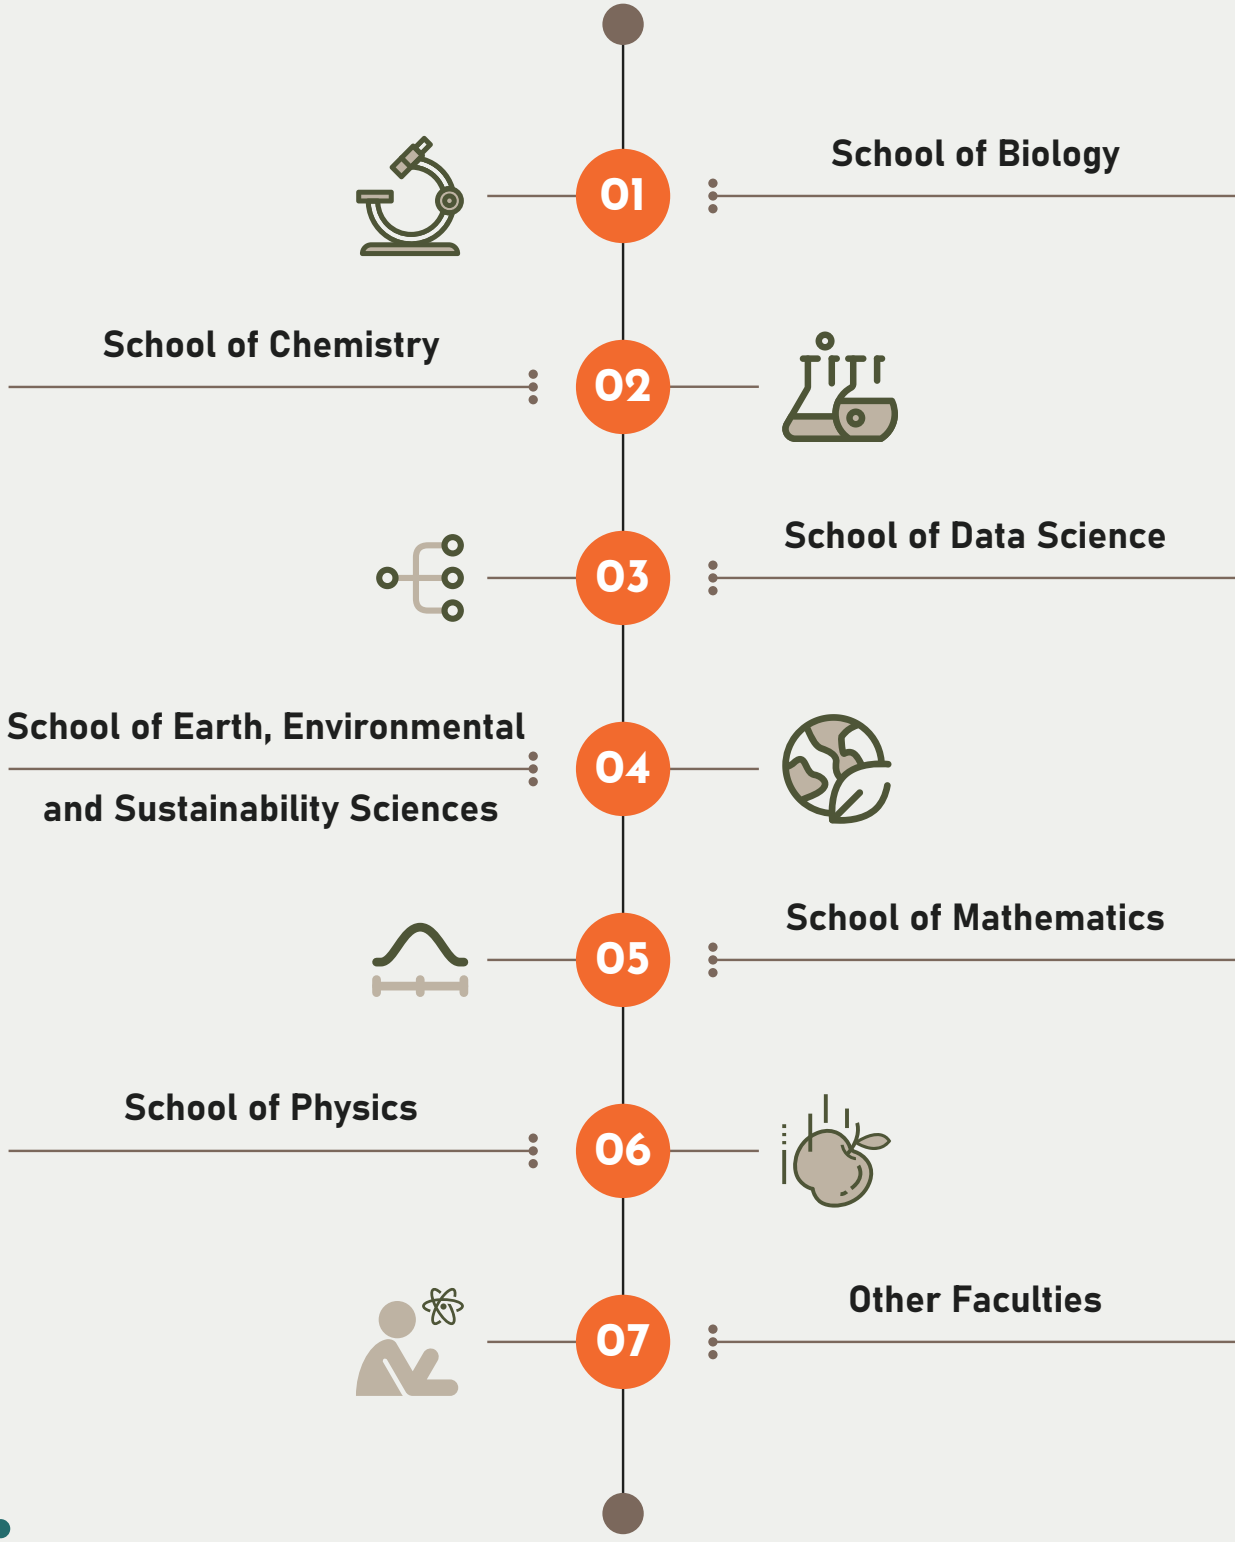 01
School of Biology
School of Chemistry
02
03
School of Data Science
School of Earth, Environmental
and Sustainability Sciences
04
05
School of Mathematics
School of Physics
06
07
Other Faculties